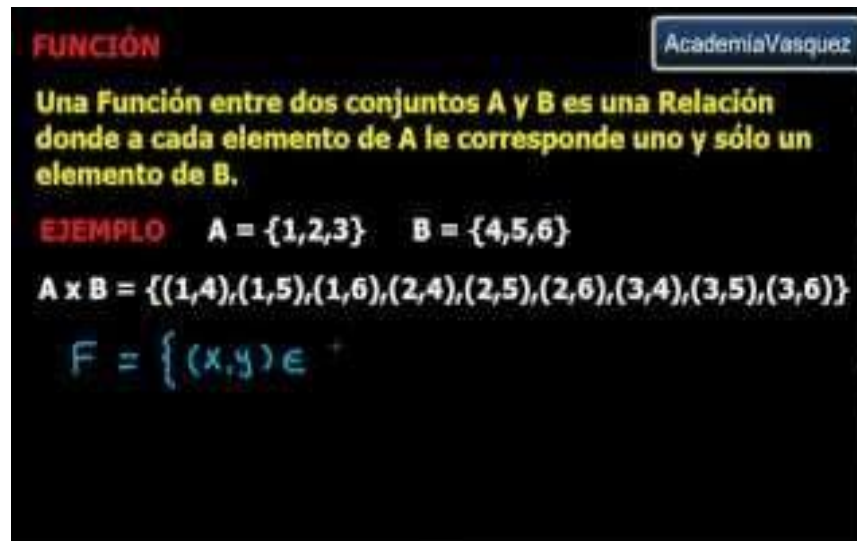 FUNCIÓN
AcademiaVasquez
Una Función entre dos conjuntos A y B es una Relación
donde a cada elemento de A le corresponde uno y sólo un
elemento de B.
EJEMPLO A = {1,2,3} B = {4,5,6}
A x B = {(1,4),(1,5),(1,6),(2,4),(2,5),(2,6),(3,4),(3,5),(3,6)}
F = {(x,y) ∈